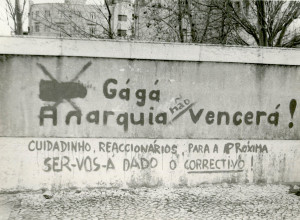 Gágá
Anarquia não vencerá!
CUIDADINHO, REACCIONÁRIOS, PARA A PRÓXIMA
SER-VOS-A DADO O CORRECTIVO!